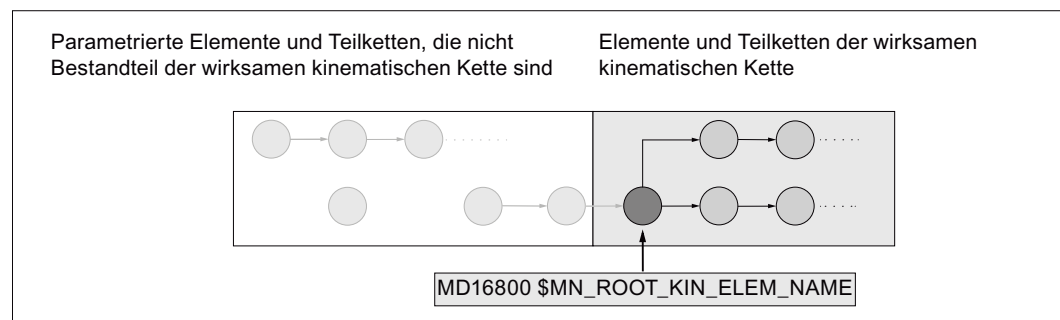 Parametrierte Elemente und Teilketten, die nicht
Bestandteil der wirksamen kinematischen Kette sind
Elemente und Teilketten der wirksamen
kinematischen Kette
MD16800 $MN_ROOT_KIN_ELEM_NAME